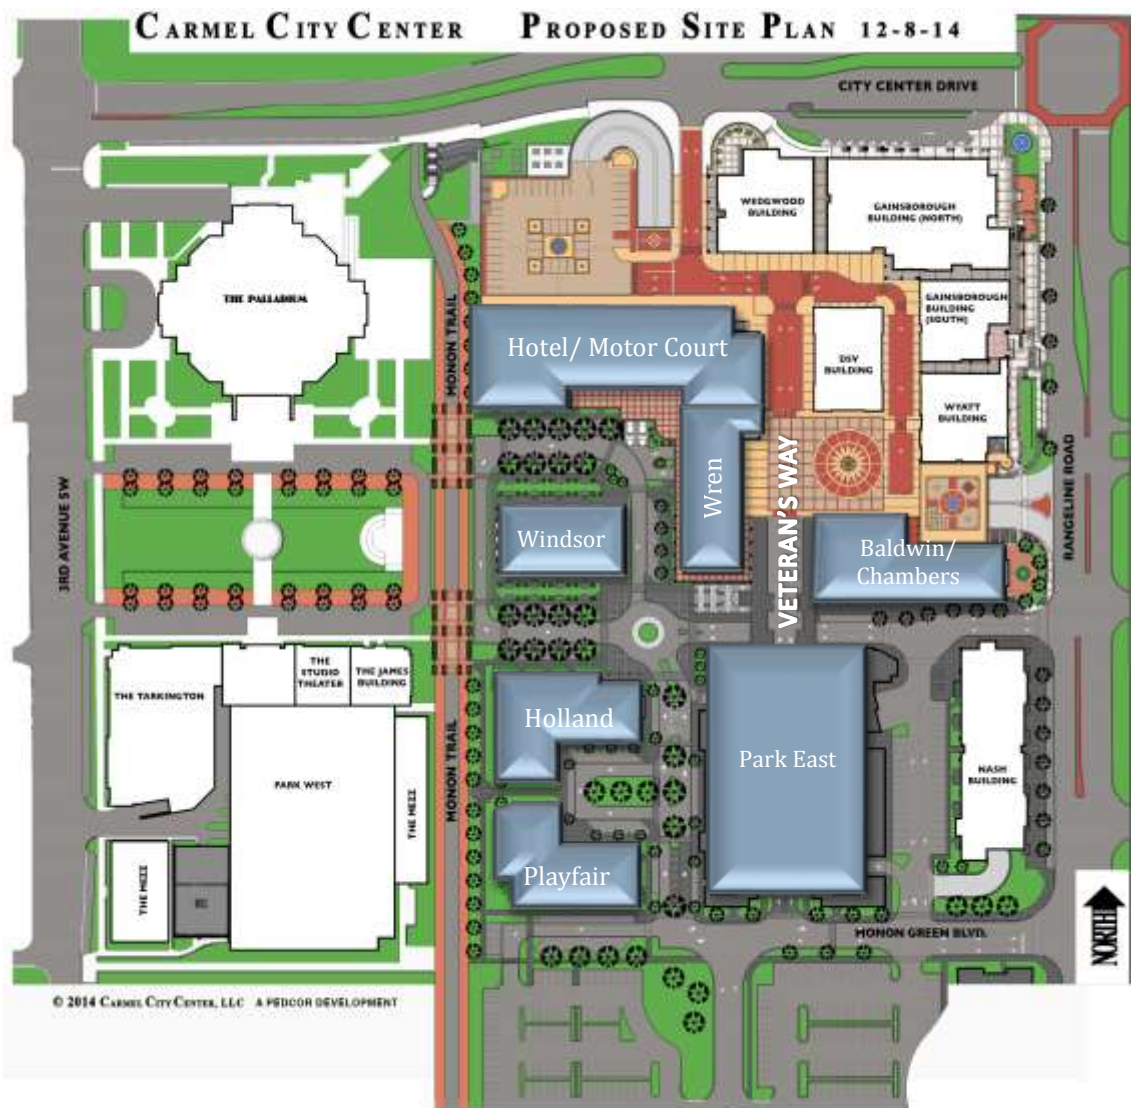 CARMEL CITY CENTER PROPOSED SITE PLAN 12-8-14
CITY CENTER DRIVE
WEDGWOOD
BUILDING
GAINSBOROUGH
BUILDING (NORTH)
THE PALLADIUM
MONON TRAIL
GAINSBOROUGH
BUILDING
(SOUTH)
Hotel/ Motor Court
DSV
BUILDING
WYATT
BUILDING
3RD AVENUE SW
Wren
VETERAN'S WAY
RANGELINE ROAD
Windsor
Baldwin/
Chambers
THE TARKINGTON
THE
STUDIO
THEATER
THE JAMES
BUILDING
Holland
Park East
NASH
BUILDING
PARK WEST
MONON TRAIL
THE MEZZ
THE MEZZ
Playfair
MONON GREEN BLVD.
NORTH
© 2014 CARMEL CITY CENTER, LLC A PEDCOR DEVELOPMENT